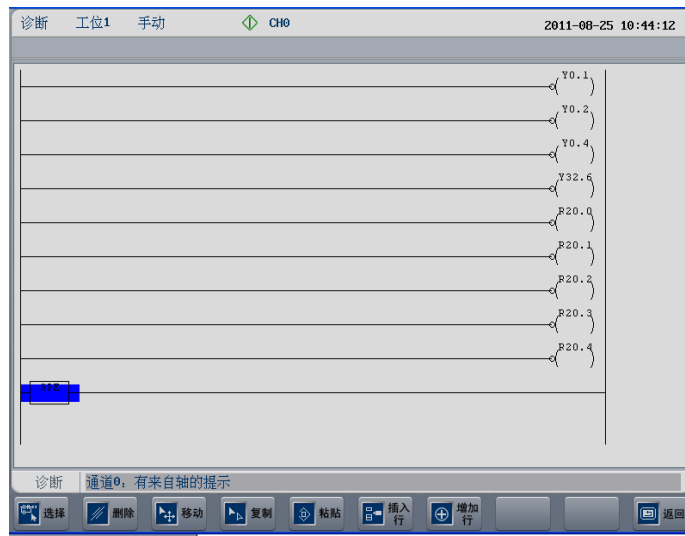 诊断 工位1 手动 CH0 2011-08-25 10:44:12
Y0.1
Y0.2
Y0.4
Y32.6
R20.0
R20.1
R20.2
R20.3
R20.4
诊断 通道0，有来自轴的提示
选择 删除 移动 复制 粘贴 插入行 增加行 返回